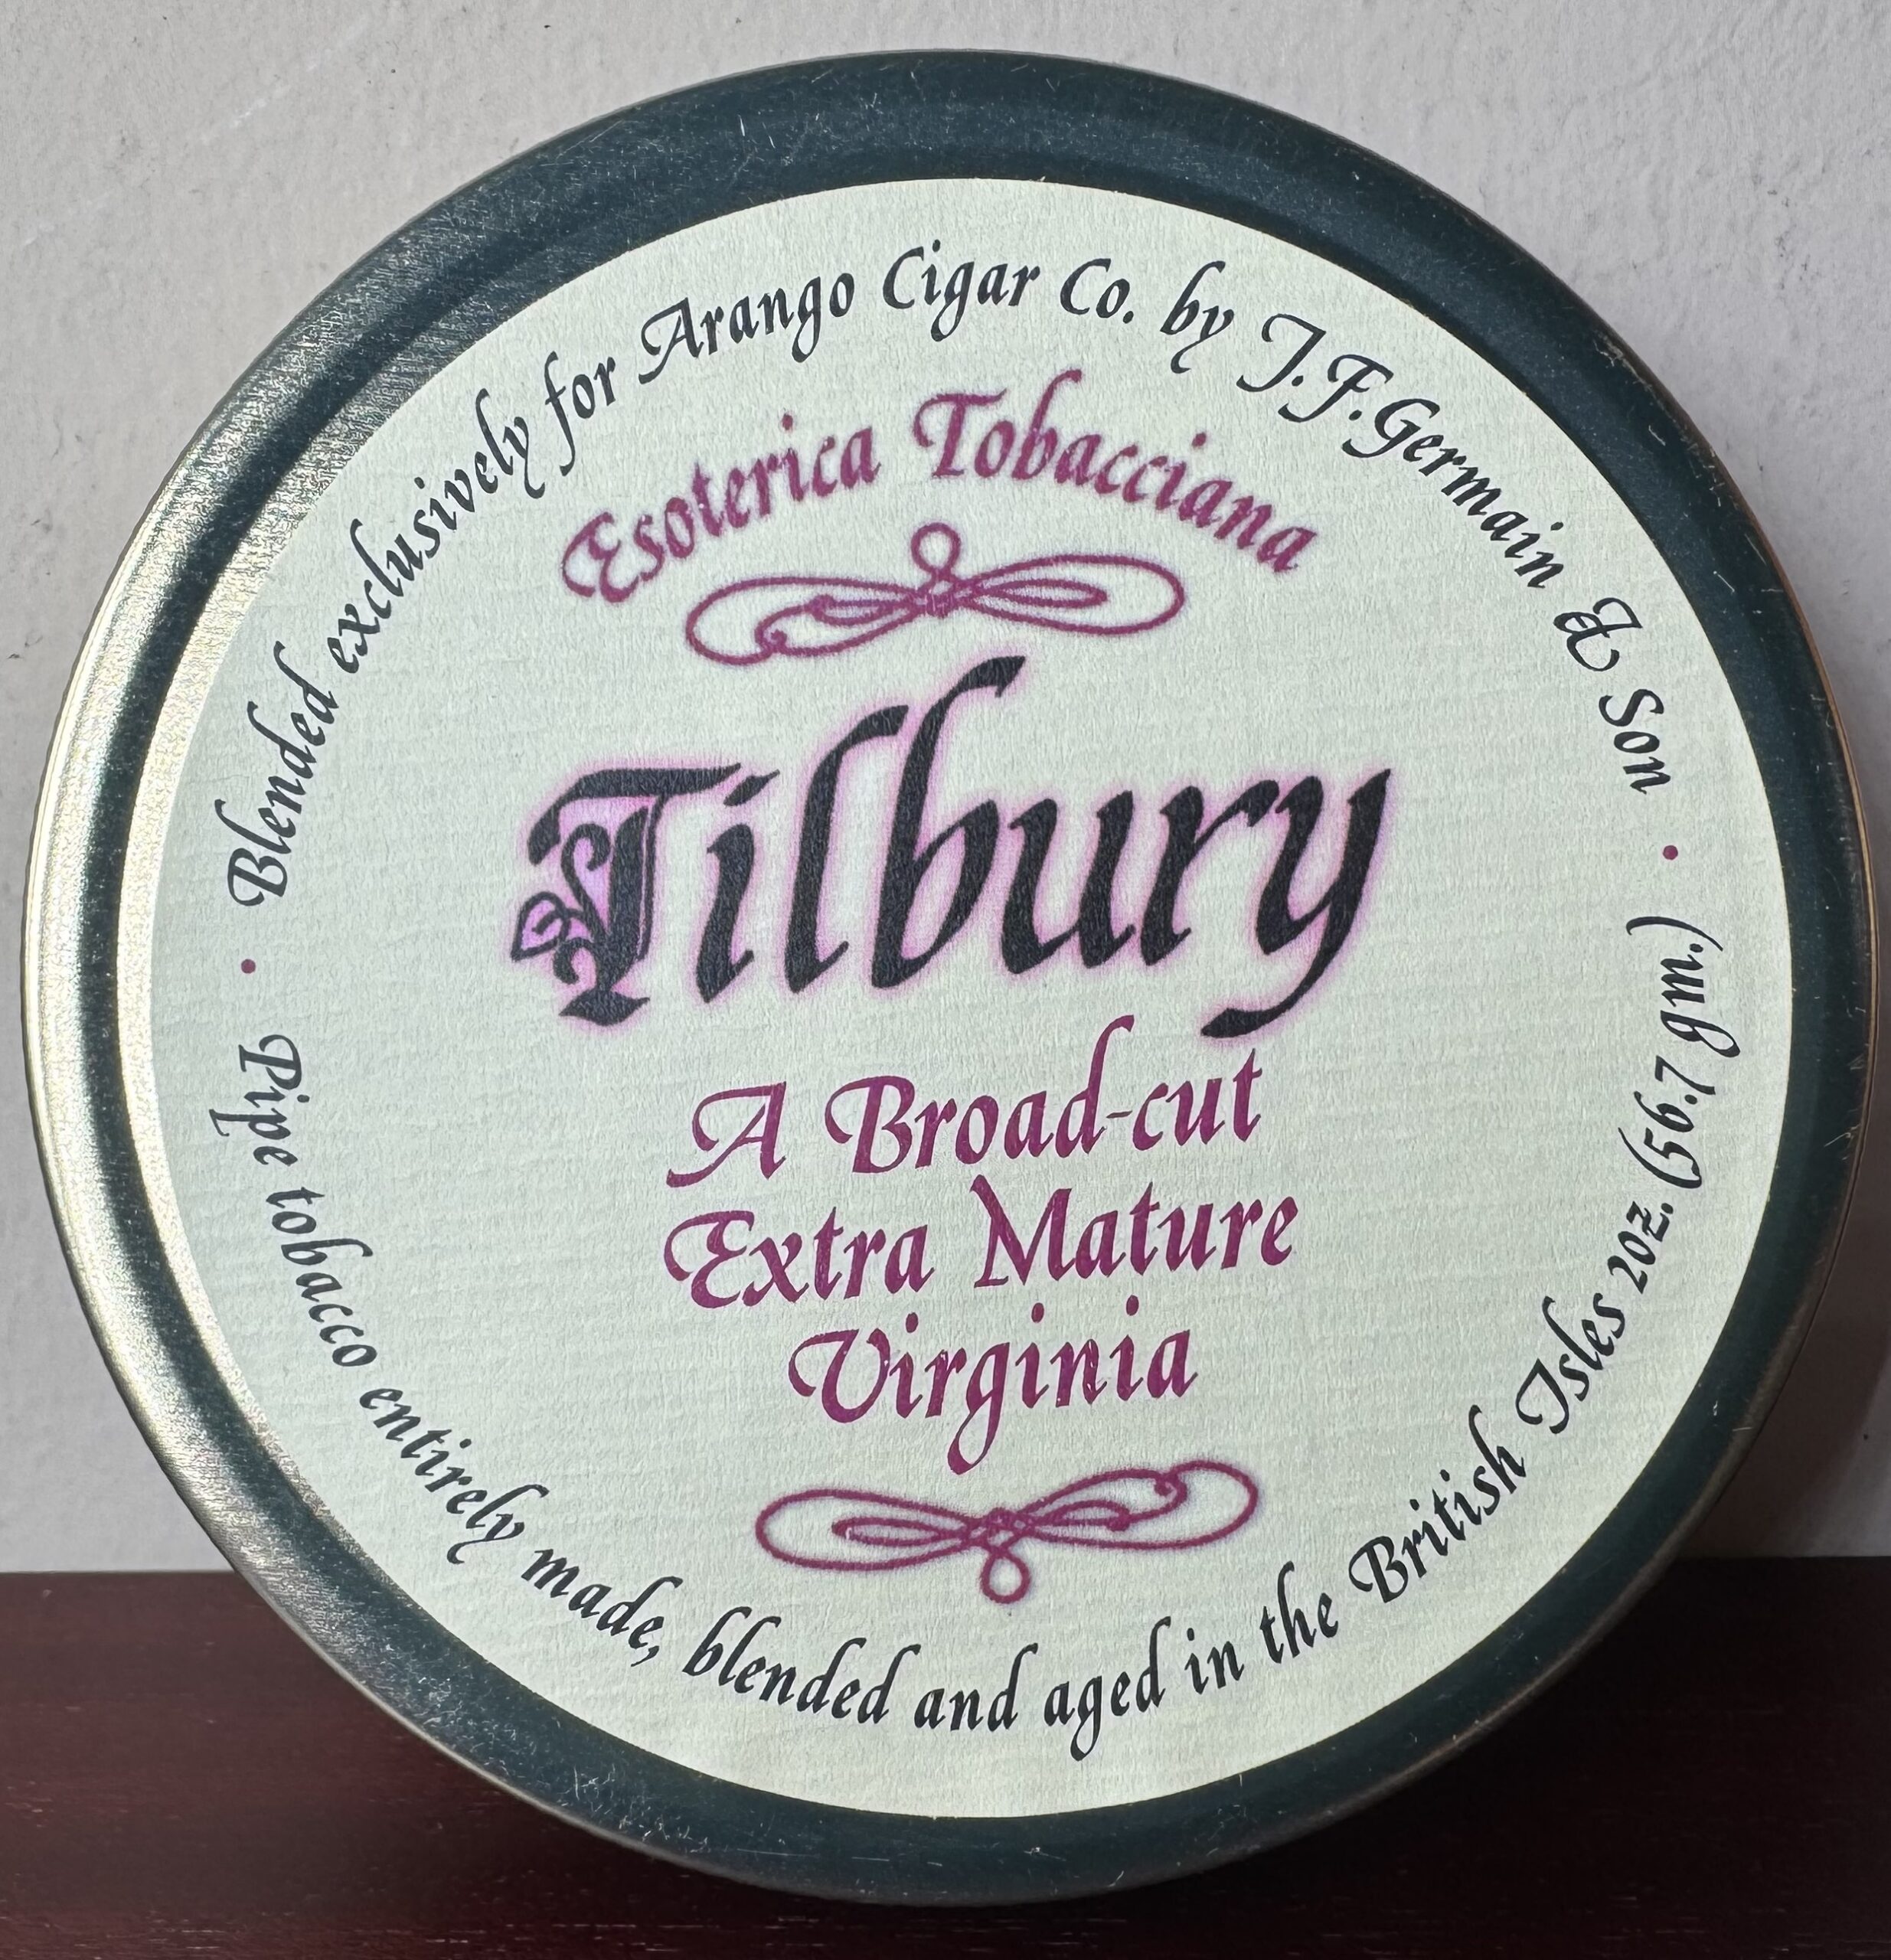 Blended exclusively for Arango Cigar Co. by J.F.Germain & Son
Esoterica Tobacciana
Tilbury
A Broad-cut
Extra Mature
Virginia
Pipe tobacco entirely made, blended and aged in the British Isles 2oz. (56.7 gm.)